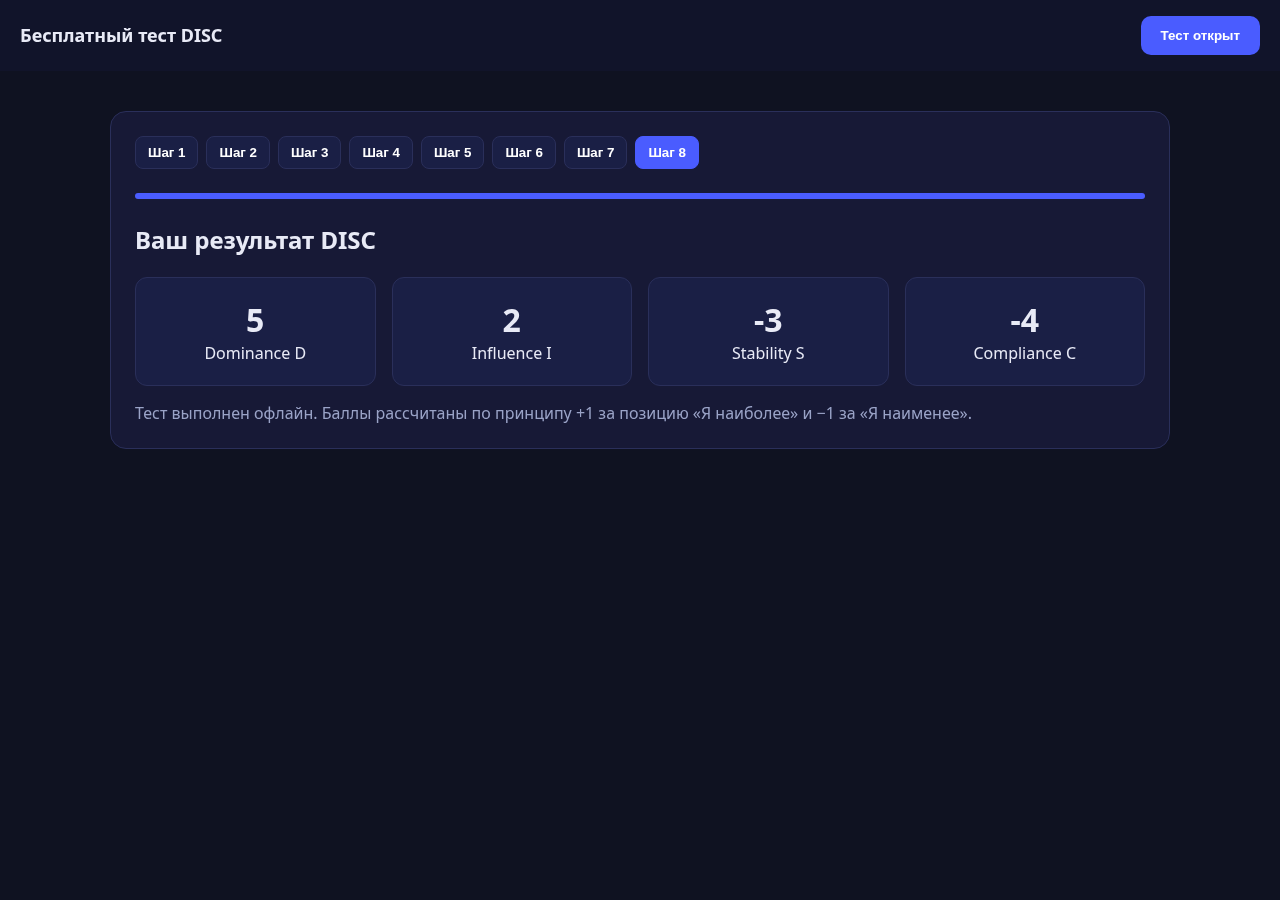 Бесплатный тест DISC
Тест открыт
Шаг 1 Шаг 2 Шаг 3 Шаг 4 Шаг 5 Шаг 6 Шаг 7 Шаг 8
Ваш результат DISC
5 2 -3 -4
Dominance D Influence I Stability S Compliance C
Тест выполнен офлайн. Баллы рассчитаны по принципу +1 за позицию «Я наиболее» и −1 за «Я наименее».